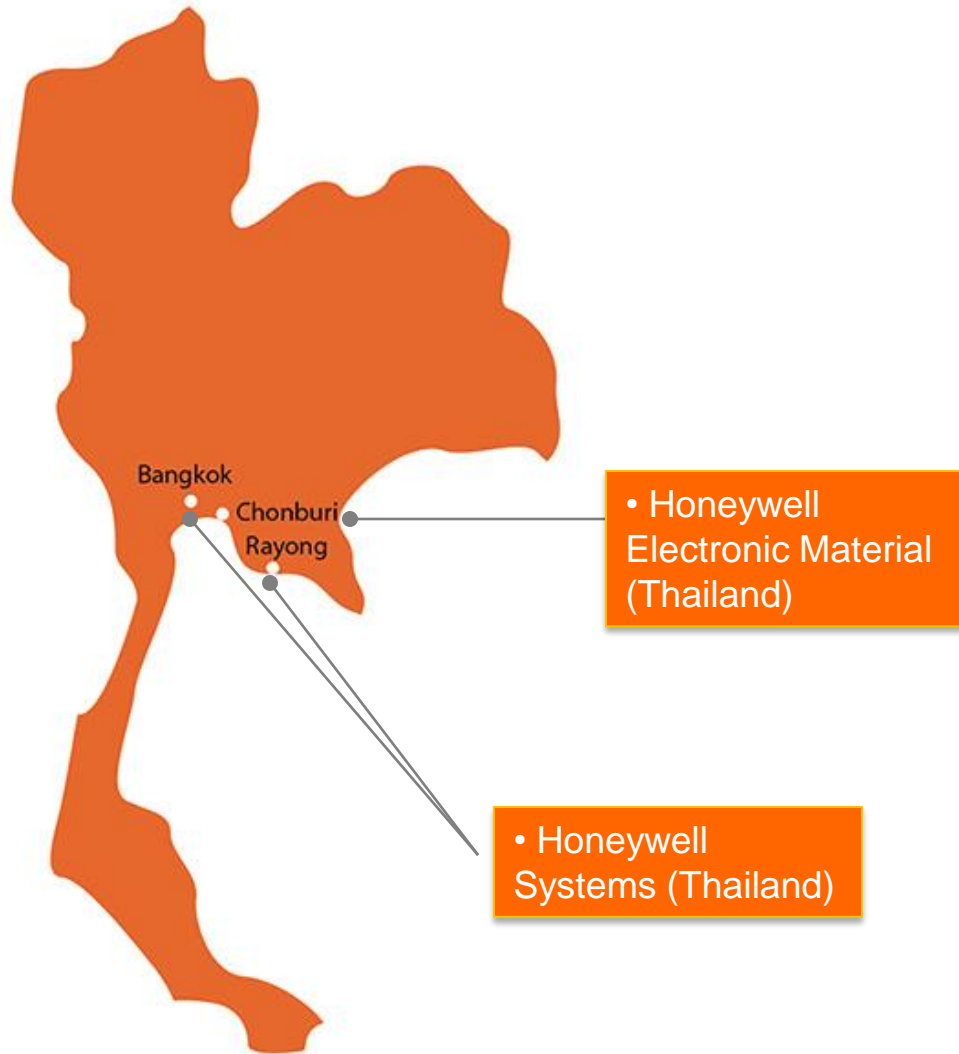 Bangkok
Chonburi
Rayong
• Honeywell
Electronic Material
(Thailand)
• Honeywell
Systems (Thailand)